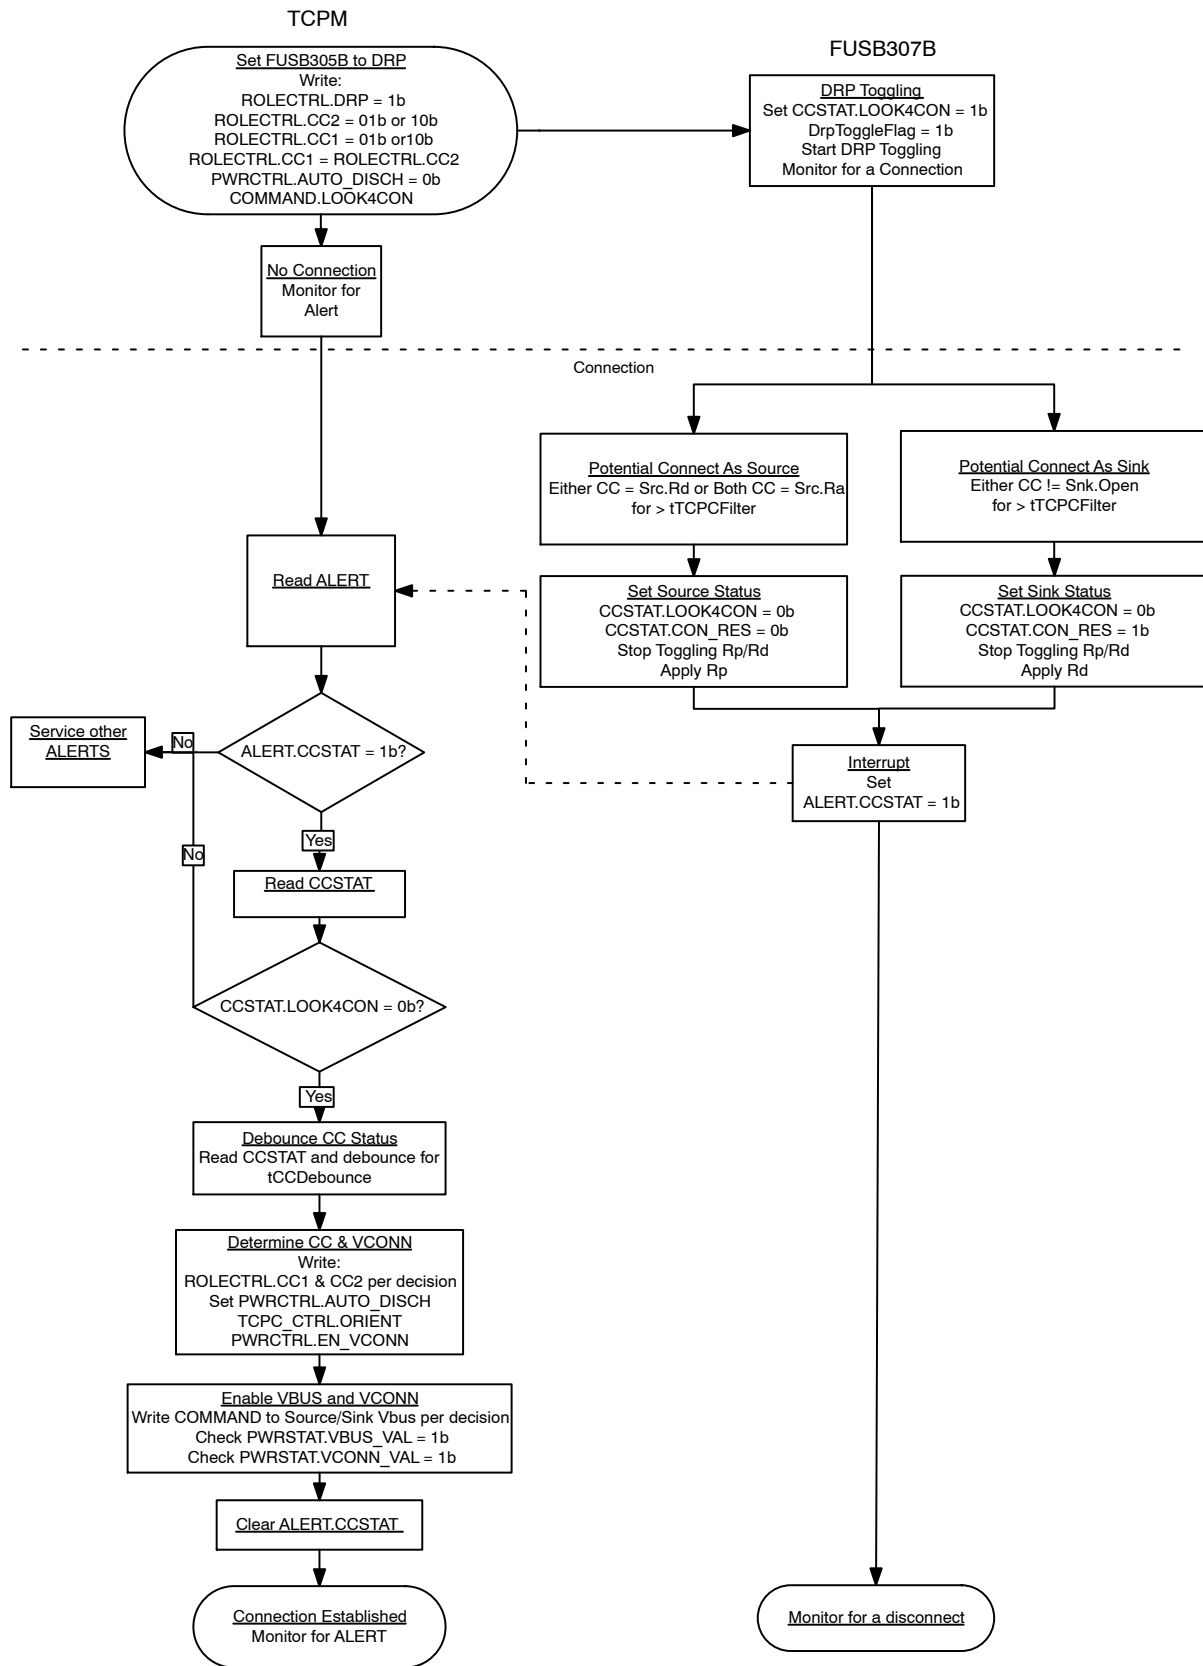 TCPM
FUSB307B
Set FUSB305B to DRP
Write:
ROLECTRL.DRP = 1b
ROLECTRL.CC2 = 01b or 10b
ROLECTRL.CC1 = 01b or10b
ROLECTRL.CC1 = ROLECTRL.CC2
PWRCTRL.AUTO_DISCH = 0b
COMMAND.LOOK4CON
DRP Toggling
Set CCSTAT.LOOK4CON = 1b
DrpToggleFlag = 1b
Start DRP Toggling
Monitor for a Connection
No Connection
Monitor for
Alert
Connection
Potential Connect As Source
Either CC = Src.Rd or Both CC = Src.Ra
for > tTCPCFilter
Potential Connect As Sink
Either CC != Snk.Open
for > tTCPCFilter
Read ALERT
Set Source Status
CCSTAT.LOOK4CON = 0b
CCSTAT.CON_RES = 0b
Stop Toggling Rp/Rd
Apply Rp
Set Sink Status
CCSTAT.LOOK4CON = 0b
CCSTAT.CON_RES = 1b
Stop Toggling Rp/Rd
Apply Rd
Service other
ALERTS
No
ALERT.CCSTAT = 1b?
Interrupt
Set
ALERT.CCSTAT = 1b
Yes
No
Read CCSTAT
CCSTAT.LOOK4CON = 0b?
Yes
Debounce CC Status
Read CCSTAT and debounce for
tCCDebounce
Determine CC & VCONN
Write:
ROLECTRL.CC1 & CC2 per decision
Set PWRCTRL.AUTO_DISCH
TCPC_CTRL.ORIENT
PWRCTRL.EN_VCONN
Enable VBUS and VCONN
Write COMMAND to Source/Sink Vbus per decision
Check PWRSTAT.VBUS_VAL = 1b
Check PWRSTAT.VCONN_VAL = 1b
Clear ALERT.CCSTAT
Connection Established
Monitor for ALERT
Monitor for a disconnect